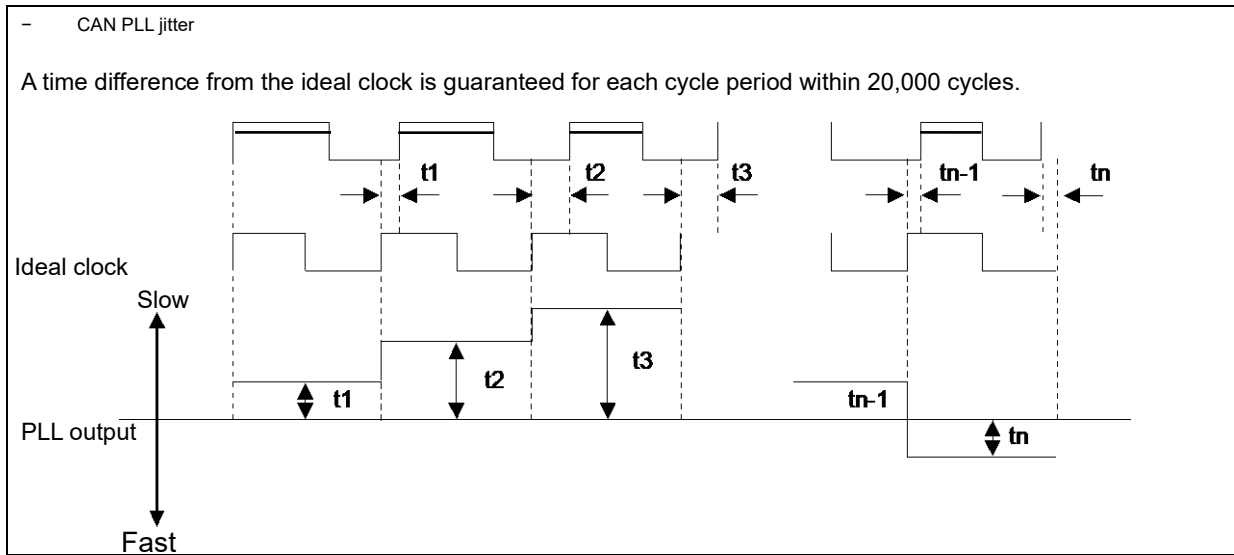 − CAN PLL jitter
A time difference from the ideal clock is guaranteed for each cycle period within 20,000 cycles.
t1 t2 t3 tn-1 tn
Ideal clock
Slow
t1 t2 t3 tn-1 tn
PLL output
Fast